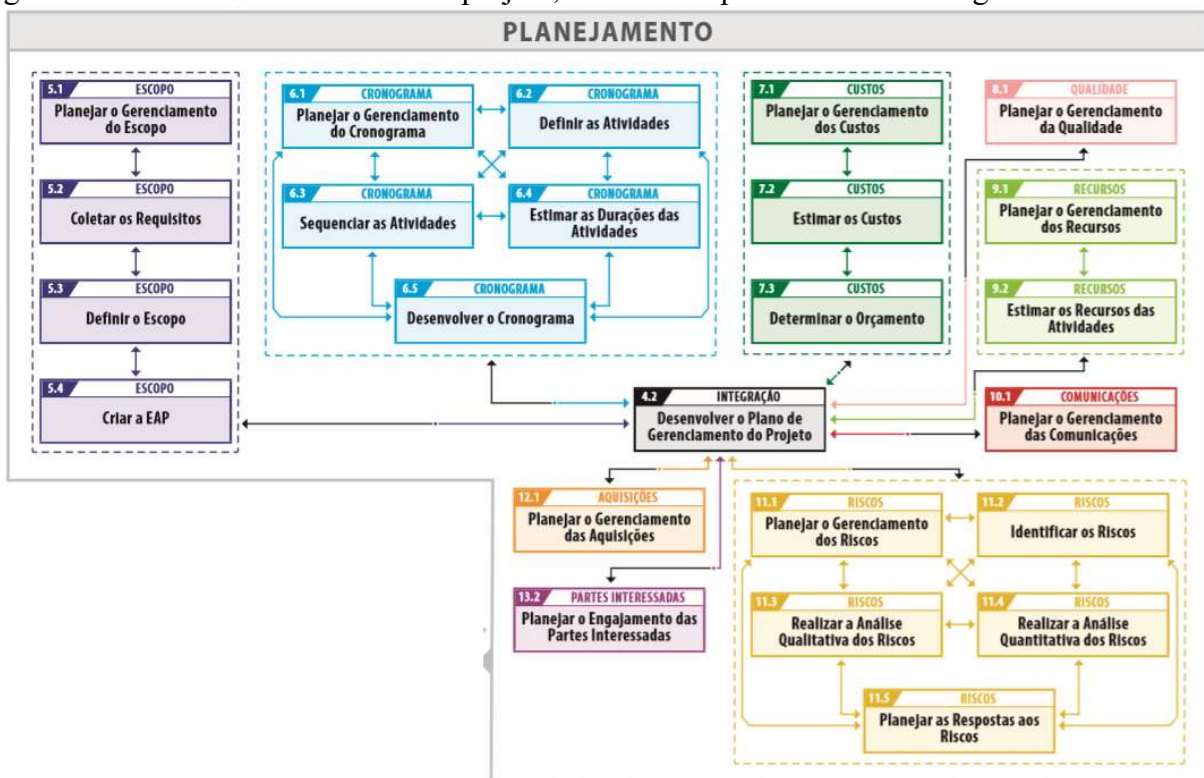 PLANEJAMENTO
5.1 ESCOPO
Planejar o Gerenciamento
do Escopo
5.2 ESCOPO
Coletar os Requisitos
5.3 ESCOPO
Definir o Escopo
5.4 ESCOPO
Criar a EAP
6.1 CRONOGRAMA
Planejar o Gerenciamento
do Cronograma
6.2 CRONOGRAMA
Definir as Atividades
6.3 CRONOGRAMA
Sequenciar as Atividades
6.4 CRONOGRAMA
Estimar as Durações das
Atividades
6.5 CRONOGRAMA
Desenvolver o Cronograma
7.1 CUSTOS
Planejar o Gerenciamento
dos Custos
7.2 CUSTOS
Estimar os Custos
7.3 CUSTOS
Determinar o Orçamento
8.1 QUALIDADE
Planejar o Gerenciamento
da Qualidade
9.1 RECURSOS
Planejar o Gerenciamento
dos Recursos
9.2 RECURSOS
Estimar os Recursos das
Atividades
4.2 INTEGRAÇÃO
Desenvolver o Plano de
Gerenciamento do Projeto
10.1 COMUNICAÇÕES
Planejar o Gerenciamento
das Comunicações
12.1 AQUISIÇÕES
Planejar o Gerenciamento
das Aquisições
13.2 PARTES INTERESSADAS
Planejar o Engajamento das
Partes Interessadas
11.1 RISCOS
Planejar o Gerenciamento
dos Riscos
11.2 RISCOS
Identificar os Riscos
11.3 RISCOS
Realizar a Análise
Qualitativa dos Riscos
11.4 RISCOS
Realizar a Análise
Quantitativa dos Riscos
11.5 RISCOS
Planejar as Respostas aos
Riscos